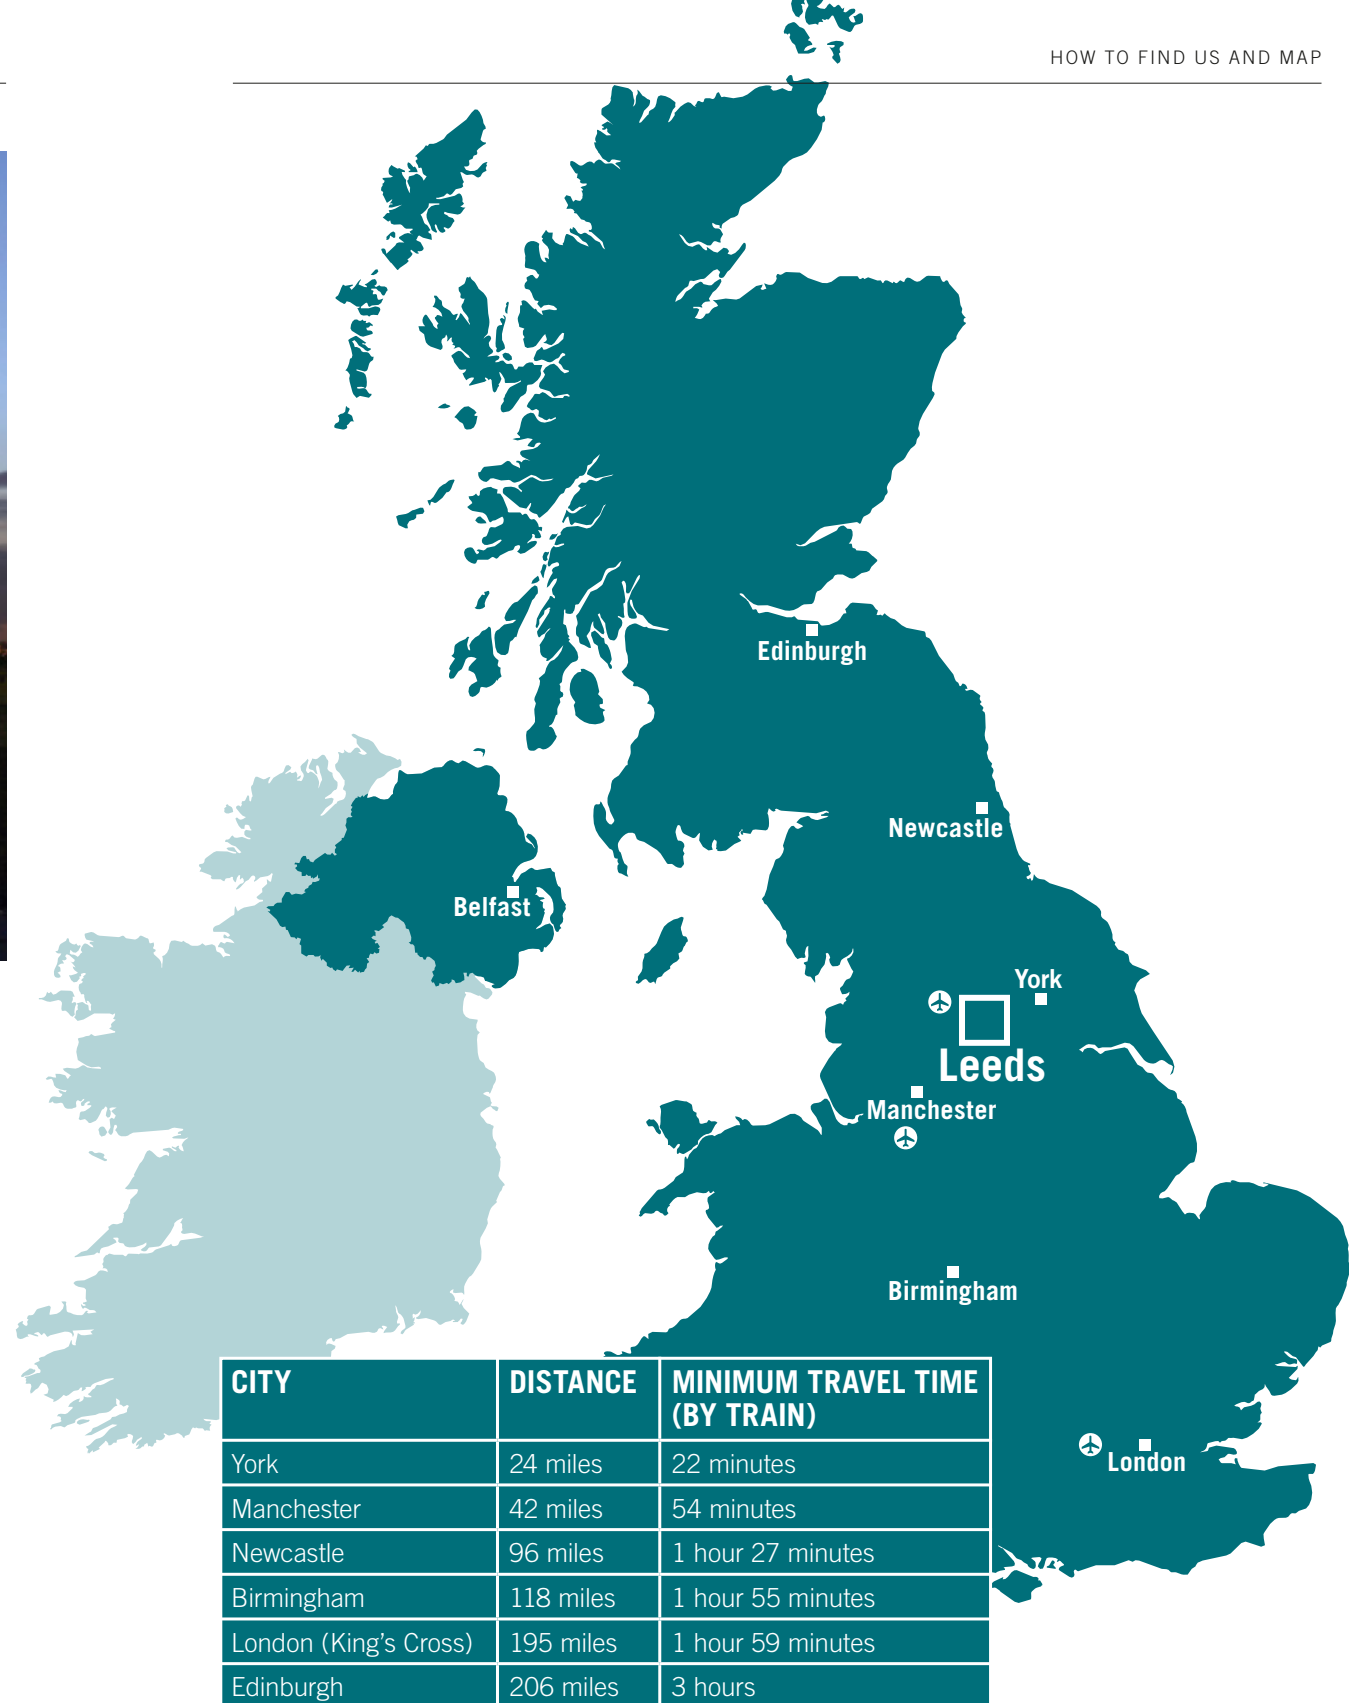 HOW TO FIND US AND MAP
Edinburgh
Newcastle
Belfast
York
Leeds
Manchester
Birmingham
London
CITY DISTANCE MINIMUM TRAVEL TIME
(BY TRAIN)
York 24 miles 22 minutes
Manchester 42 miles 54 minutes
Newcastle 96 miles 1 hour 27 minutes
Birmingham 118 miles 1 hour 55 minutes
London (King’s Cross) 195 miles 1 hour 59 minutes
Edinburgh 206 miles 3 hours